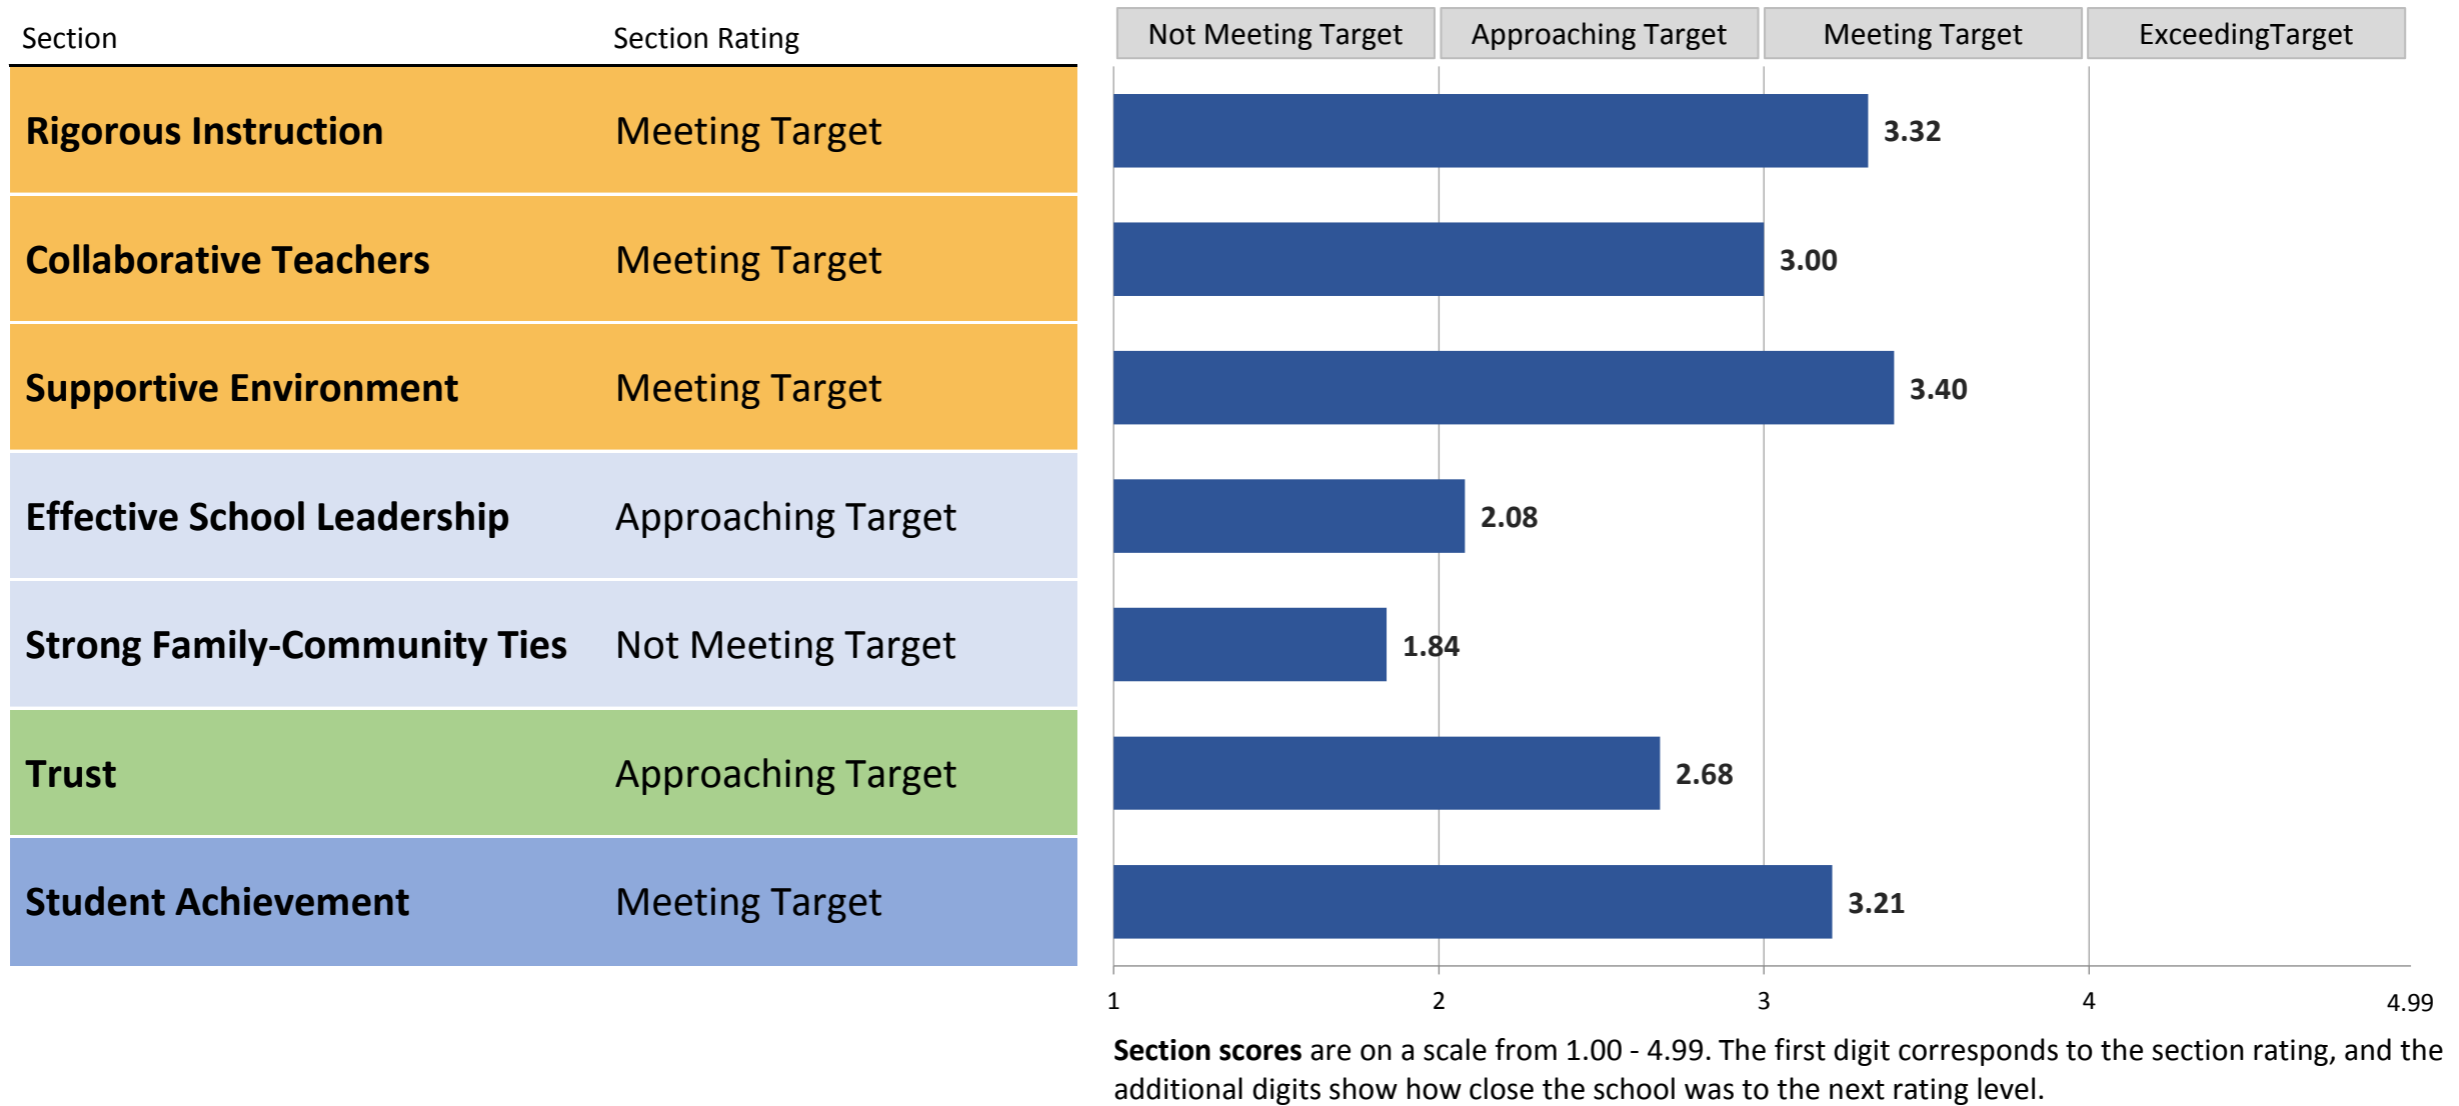 Section Section Rating Not Meeting Target Approaching Target Meeting Target ExceedingTarget
Rigorous Instruction Meeting Target 3.32
Collaborative Teachers Meeting Target 3.00
Supportive Environment Meeting Target 3.40
Effective School Leadership Approaching Target 2.08
Strong Family-Community Ties Not Meeting Target 1.84
Trust Approaching Target 2.68
Student Achievement Meeting Target 3.21
1 2 3 4 4.99
Section scores are on a scale from 1.00 - 4.99. The first digit corresponds to the section rating, and the
additional digits show how close the school was to the next rating level.